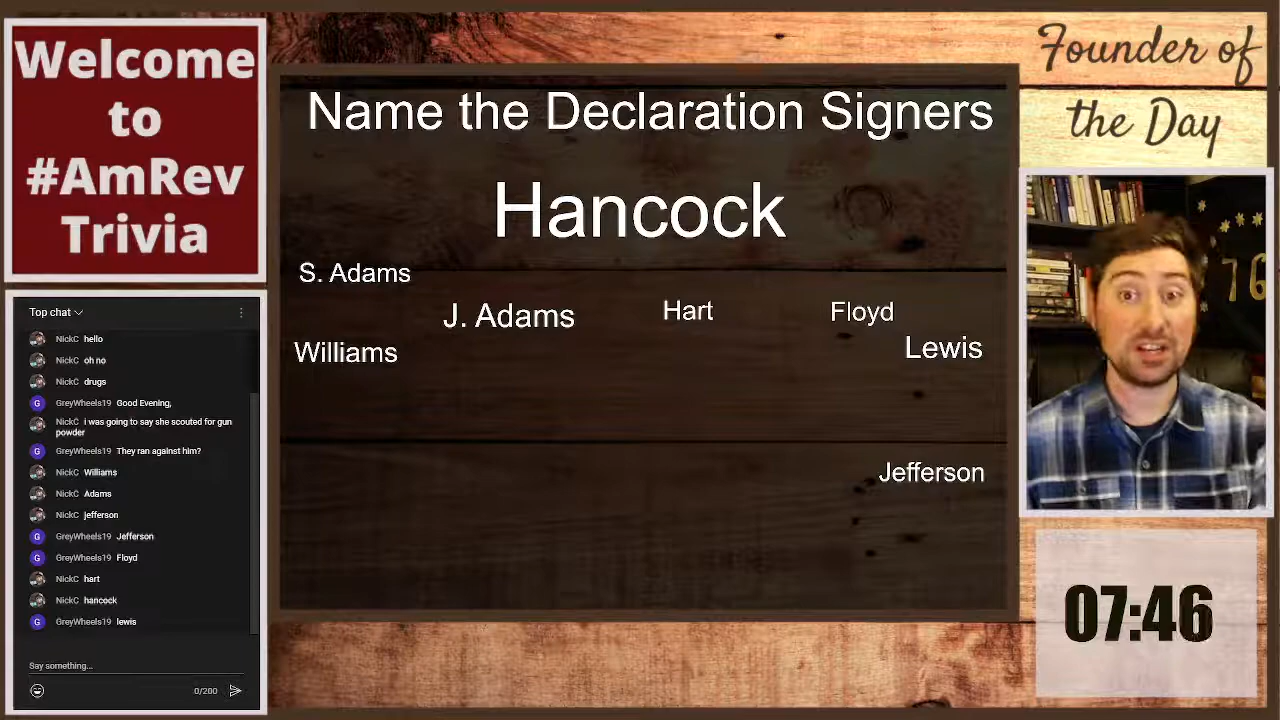 Welcome
to
#AmRev
Trivia
Top chat
NickC hello
NickC oh no
NickC drugs
GreyWheels19 Good Evening,
NickC i was going to say she scouted for gun
powder
GreyWheels19 They ran against him?
NickC Williams
NickC Adams
NickC jefferson
GreyWheels19 Jefferson
GreyWheels19 Floyd
NickC hart
NickC hancock
GreyWheels19 lewis
Say something...
0/200
Name the Declaration Signers
Hancock
S. Adams
J. Adams
Hart
Floyd
Williams
Lewis
Jefferson
Founder of
the Day
76
07:46